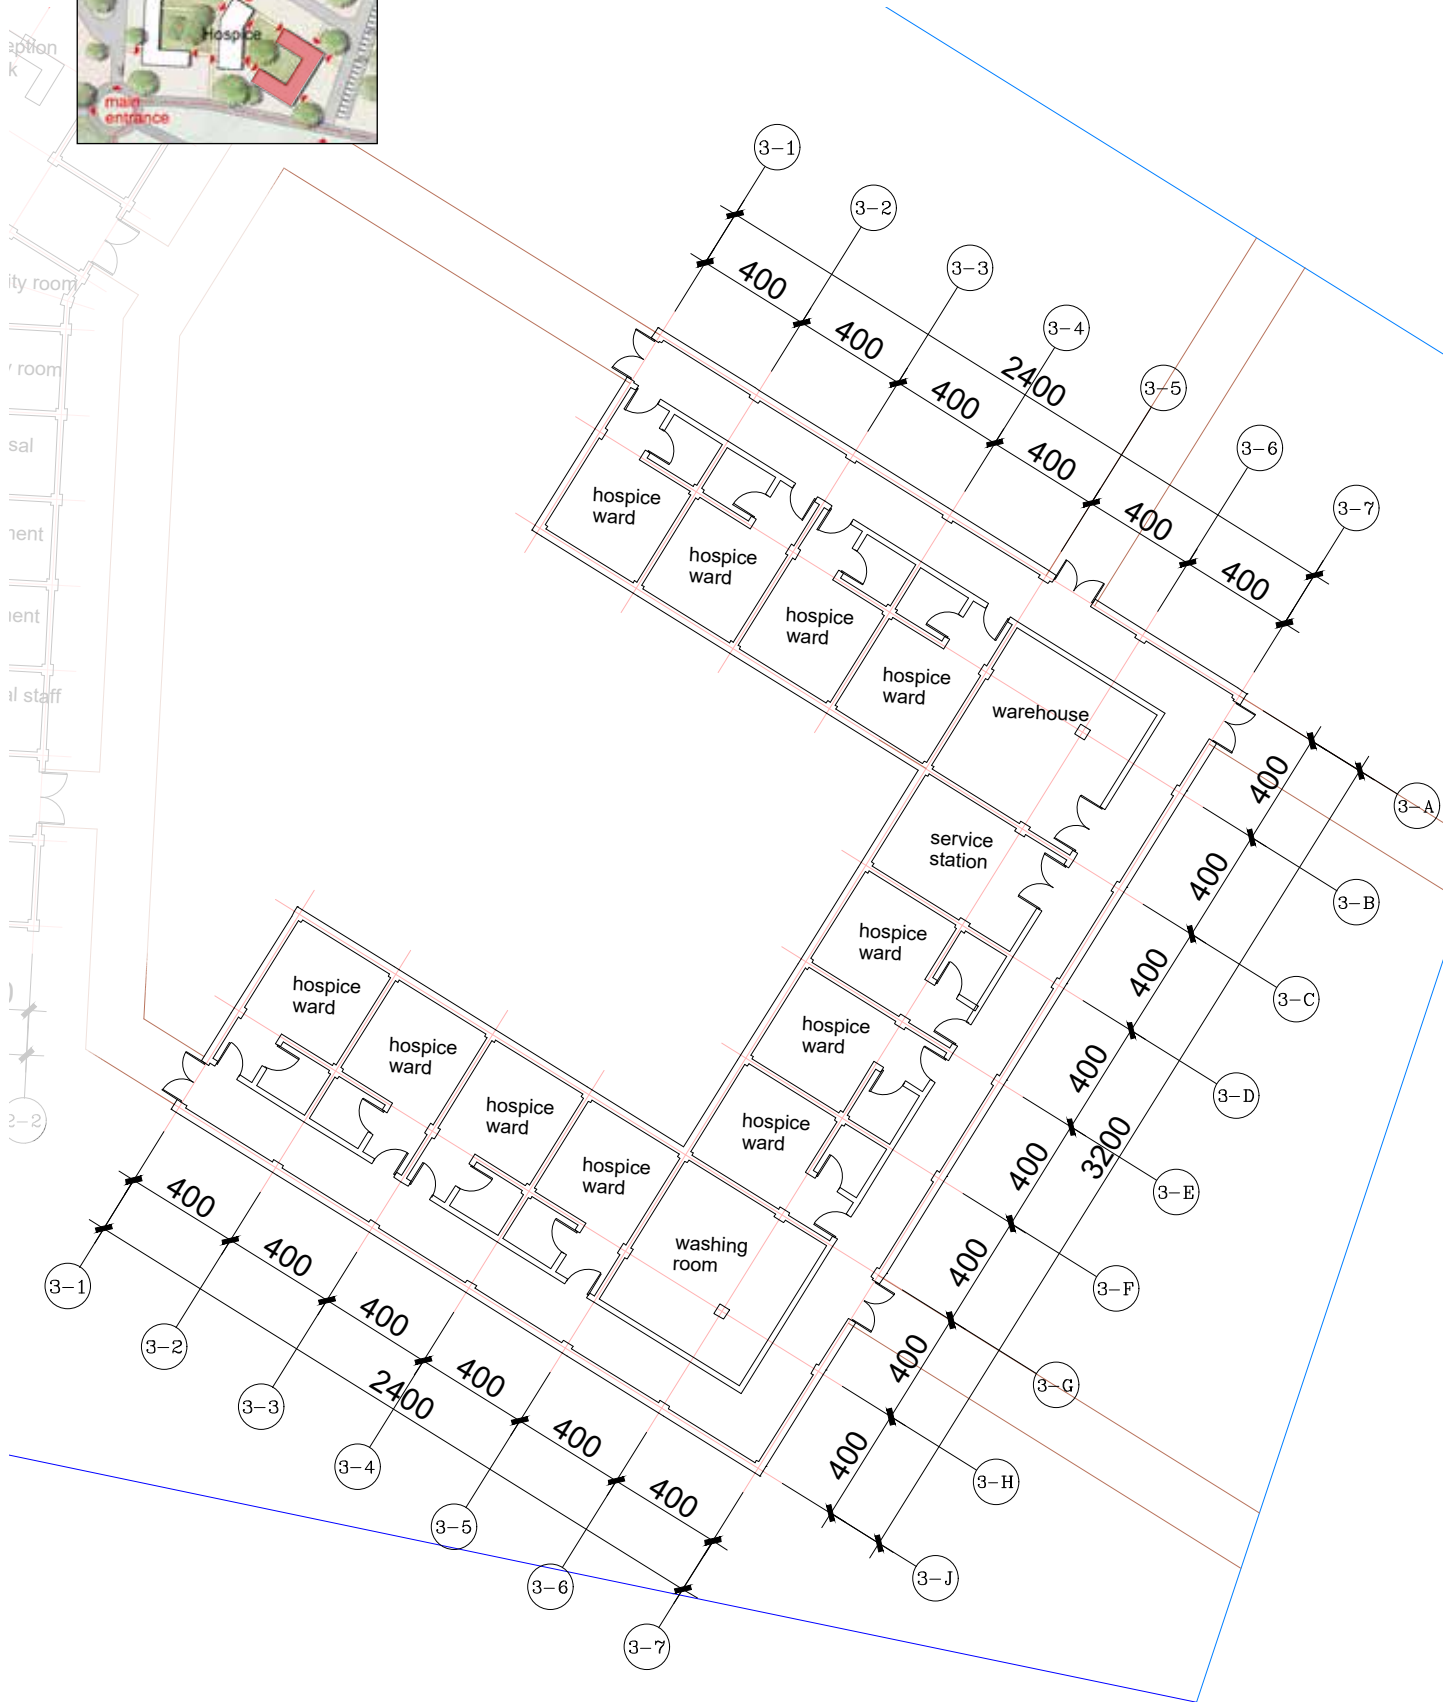 Hospice
main
entrance
ity room
room
sal
al staff
2-2
3-1
3-2
3-3
3-4
3-5
3-6
3-7
400
400
400
400
400
400
2400
hospice
ward
hospice
ward
hospice
ward
hospice
ward
warehouse
service
station
hospice
ward
hospice
ward
hospice
ward
hospice
ward
hospice
ward
hospice
ward
hospice
ward
washing
room
400
400
400
400
400
400
400
400
3200
3-A
3-B
3-C
3-D
3-E
3-F
3-G
3-H
3-J
400
400
400
400
400
400
2400
3-1
3-2
3-3
3-4
3-5
3-6
3-7